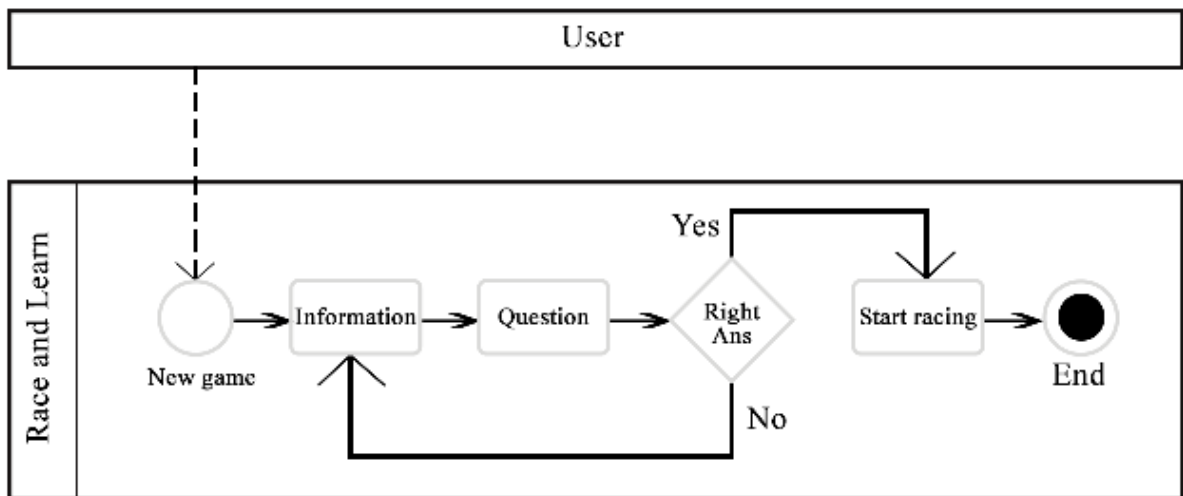 User
Race and Learn
Yes
Information
Question
Right
Ans
Start racing
New game
End
No